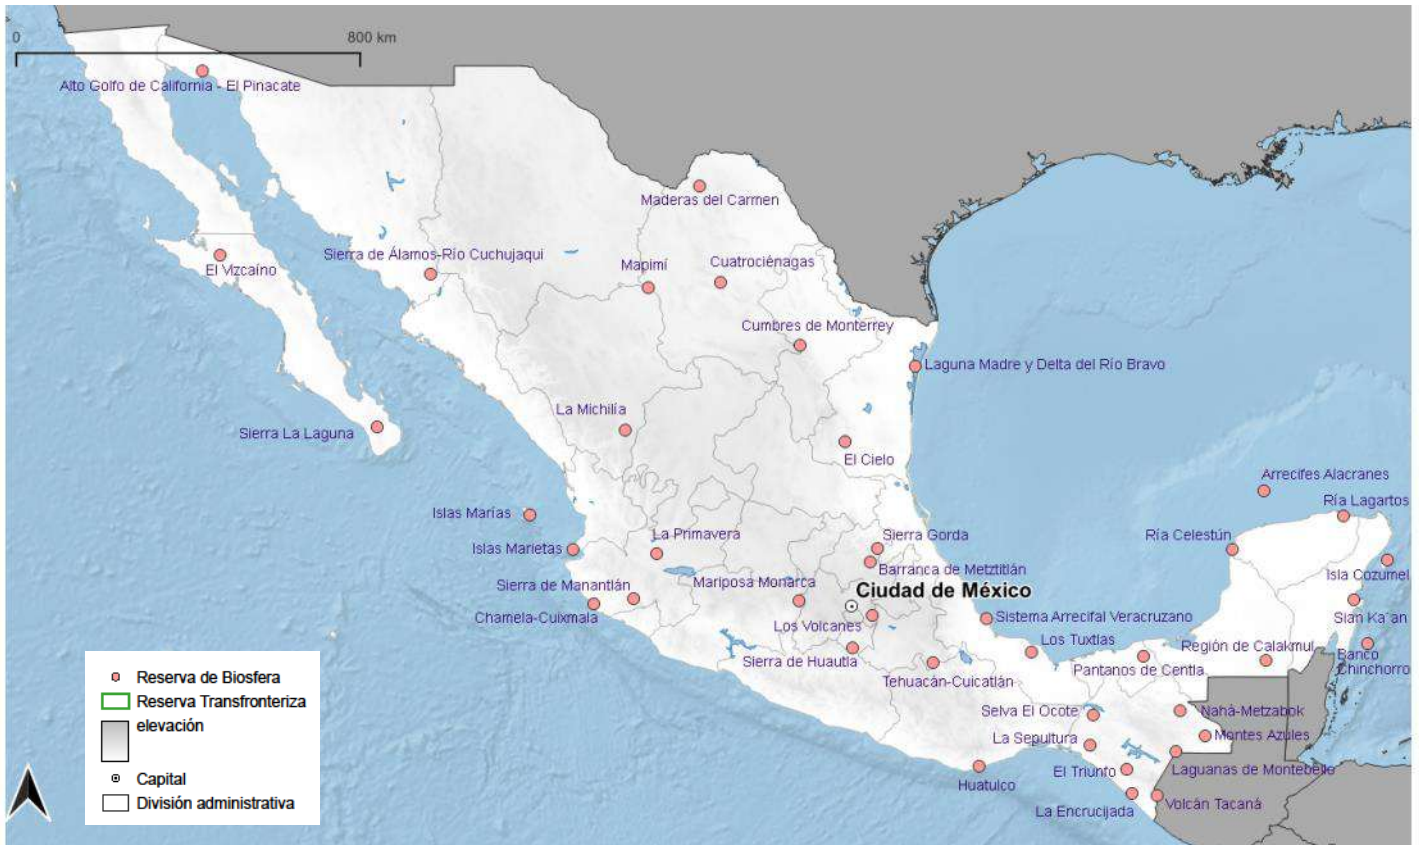 0 800 km
Alto Golfo de California - El Pinacate
Maderas del Carmen
Sierra de Álamos-Río Cuchujaqui
El Vizcaíno
Mapimí
Cuatrociénagas
Cumbres de Monterrey
Laguna Madre y Delta del Río Bravo
La Michilía
Sierra La Laguna
El Cielo
Arrecifes Alacranes
Ría Lagartos
Islas Marías
La Primavera
Sierra Gorda
Ría Celestún
Islas Marietas
Barranca de Metztitlán
Isla Cozumel
Sierra de Manantlán
Mariposa Monarca
Ciudad de México
Chamela-Cuixmala
Los Volcanes
Sistema Arrecifal Veracruzano
Sian Ka'an
Los Tuxtlas
Región de Calakmul
Banco
Chinchorro
Sierra de Huautla
Pantanos de Centla
Tehuacán-Cuicatlán
Selva El Ocote
Nahá-Metzabok
La Sepultura
Montes Azules
El Triunfo
Laguanas de Montebello
Huatulco
La Encrucijada
Volcán Tacaná
Reserva de Biosfera
Reserva Transfronteriza
elevación
Capital
División administrativa